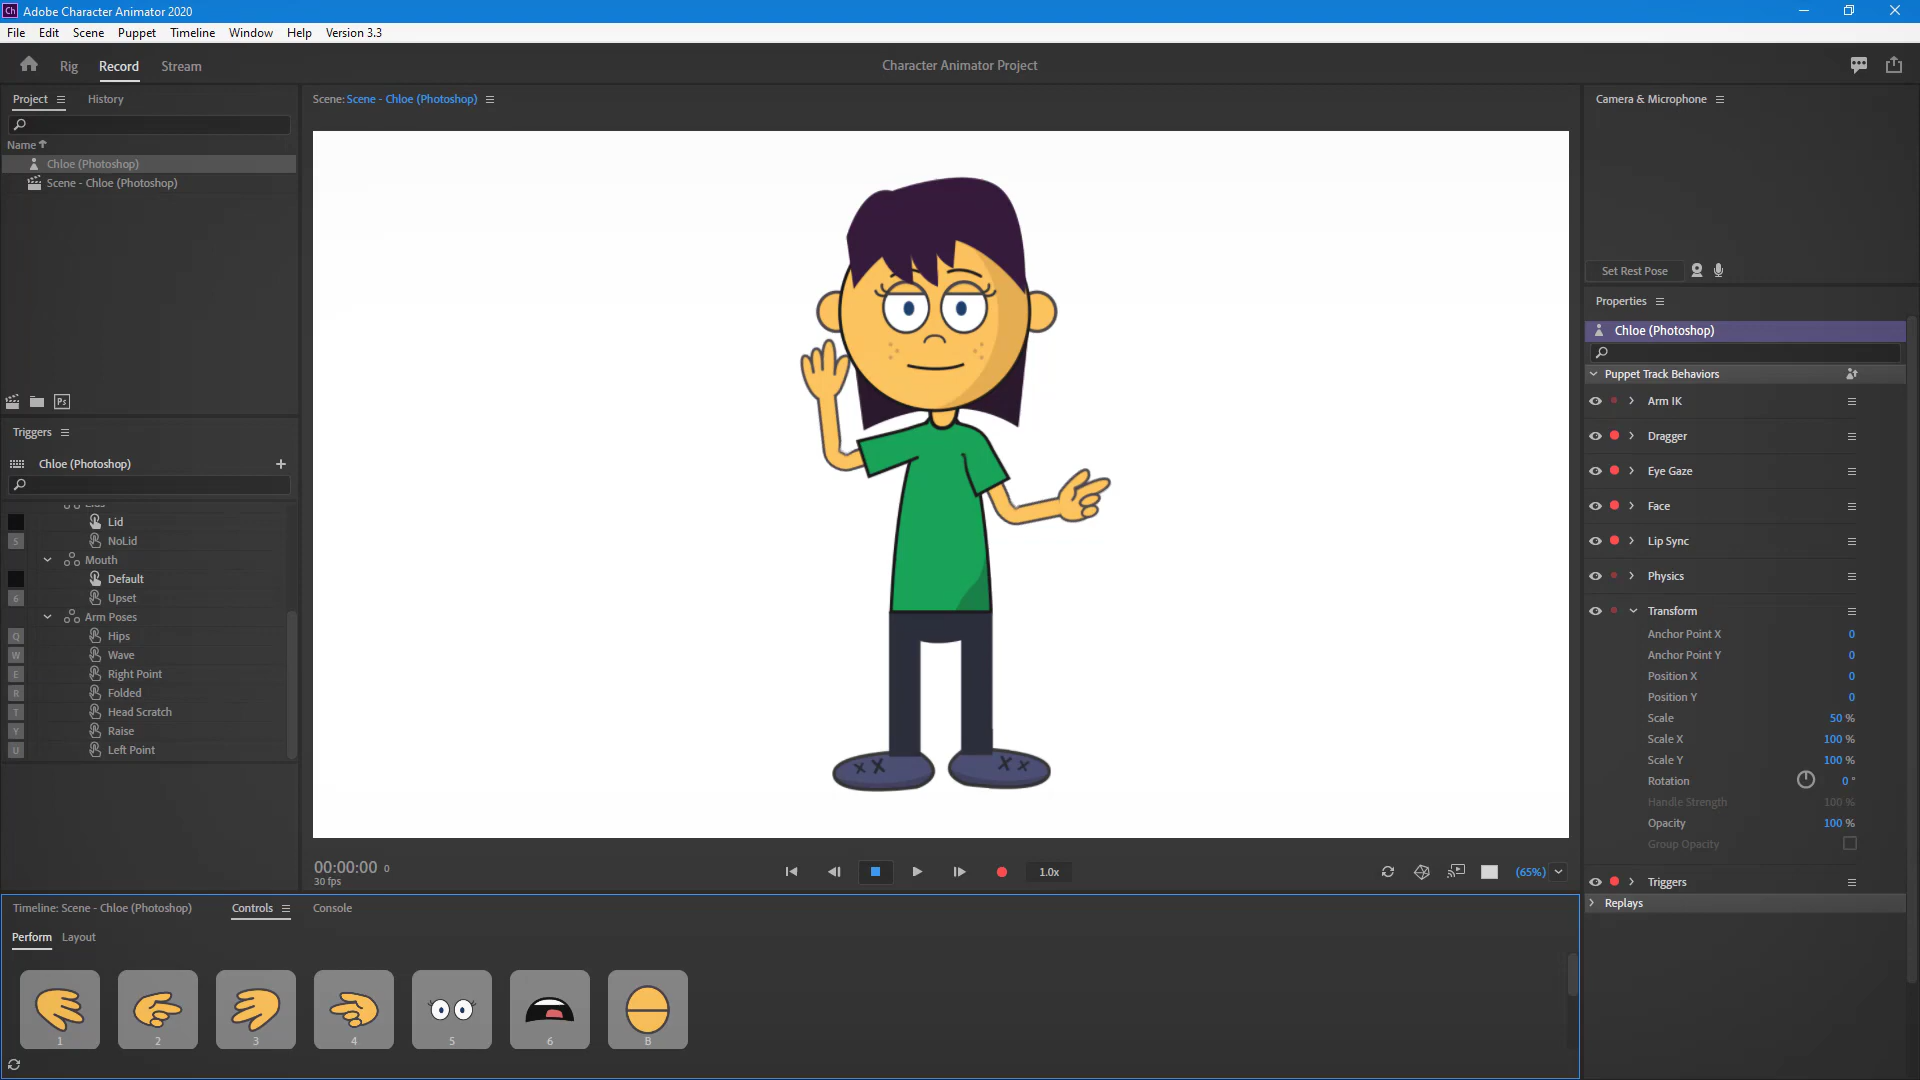 Ch Adobe Character Animator 2020
File Edit Scene Puppet Timeline Window Help Version 3.3
Rig Record Stream
Character Animator Project
Project History
Name
Chloe (Photoshop)
Scene - Chloe (Photoshop)
Ps
Triggers
Chloe (Photoshop)
Lid
S NoLid
Mouth
Default
6 Upset
Arm Poses
Q Hips
W Wave
E Right Point
R Folded
T Head Scratch
Y Raise
U Left Point
Scene: Scene - Chloe (Photoshop)
00:00:00 0
30 fps
1.0x
(65%)
Timeline: Scene - Chloe (Photoshop) Controls Console
Perform Layout
1 2 3 4 5 6 B
Camera & Microphone
Set Rest Pose
Properties
Chloe (Photoshop)
Puppet Track Behaviors
Arm IK
Dragger
Eye Gaze
Face
Lip Sync
Physics
Transform
Anchor Point X 0
Anchor Point Y 0
Position X 0
Position Y 0
Scale 50 %
Scale X 100 %
Scale Y 100 %
Rotation 0 °
Handle Strength 100 %
Opacity 100 %
Group Opacity
Triggers
Replays